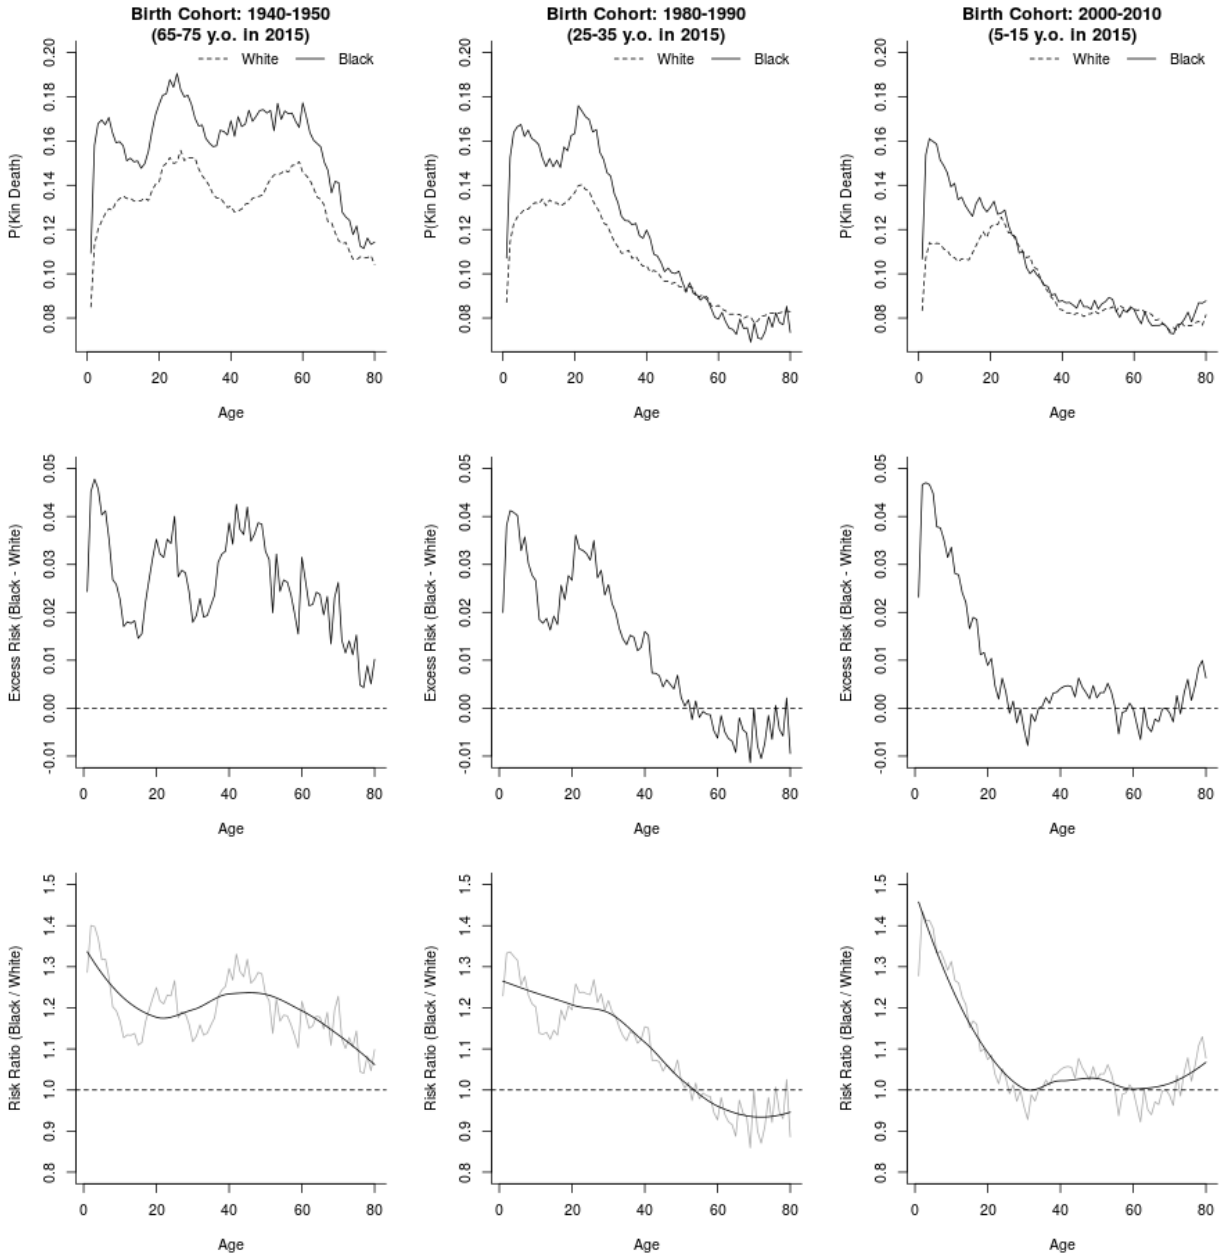 Birth Cohort: 1940-1950
(65-75 y.o. in 2015)
White Black
P(Kin Death)
0.20
0.18
0.16
0.14
0.12
0.10
0.08
0 20 40 60 80
Age
Birth Cohort: 1980-1990
(25-35 y.o. in 2015)
White Black
P(Kin Death)
0.20
0.18
0.16
0.14
0.12
0.10
0.08
0 20 40 60 80
Age
Birth Cohort: 2000-2010
(5-15 y.o. in 2015)
White Black
P(Kin Death)
0.20
0.18
0.16
0.14
0.12
0.10
0.08
0 20 40 60 80
Age
Excess Risk (Black - White)
0.05
0.04
0.03
0.02
0.01
0.00
-0.01
0 20 40 60 80
Age
Excess Risk (Black - White)
0.05
0.04
0.03
0.02
0.01
0.00
-0.01
0 20 40 60 80
Age
Excess Risk (Black - White)
0.05
0.04
0.03
0.02
0.01
0.00
-0.01
0 20 40 60 80
Age
Risk Ratio (Black / White)
1.5
1.4
1.3
1.2
1.1
1.0
0.9
0.8
0 20 40 60 80
Age
Risk Ratio (Black / White)
1.5
1.4
1.3
1.2
1.1
1.0
0.9
0.8
0 20 40 60 80
Age
Risk Ratio (Black / White)
1.5
1.4
1.3
1.2
1.1
1.0
0.9
0.8
0 20 40 60 80
Age